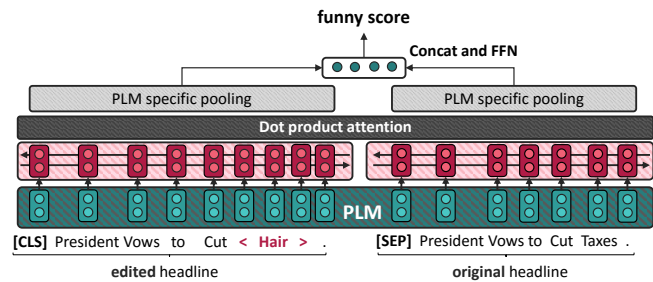 funny score
Concat and FFN
PLM specific pooling PLM specific pooling
Dot product attention
PLM
[CLS] President Vows to Cut < Hair > . [SEP] President Vows to Cut Taxes .
edited headline original headline